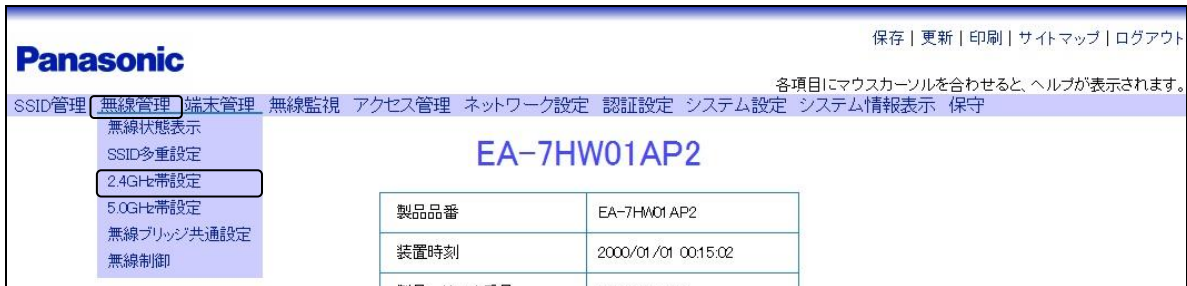 保存 | 更新 | 印刷 | サイトマップ | ログアウト
Panasonic
各項目にマウスカーソルを合わせると、ヘルプが表示されます。
SSID管理 無線管理 端末管理 無線監視 アクセス管理 ネットワーク設定 認証設定 システム設定 システム情報表示 保守
無線状態表示
SSID多重設定
2.4GHz帯設定
5.0GHz帯設定
無線ブリッジ共通設定
無線制御
EA-7HW01AP2
製品品番 EA-7HW01AP2
装置時刻 2000/01/01 00:15:02